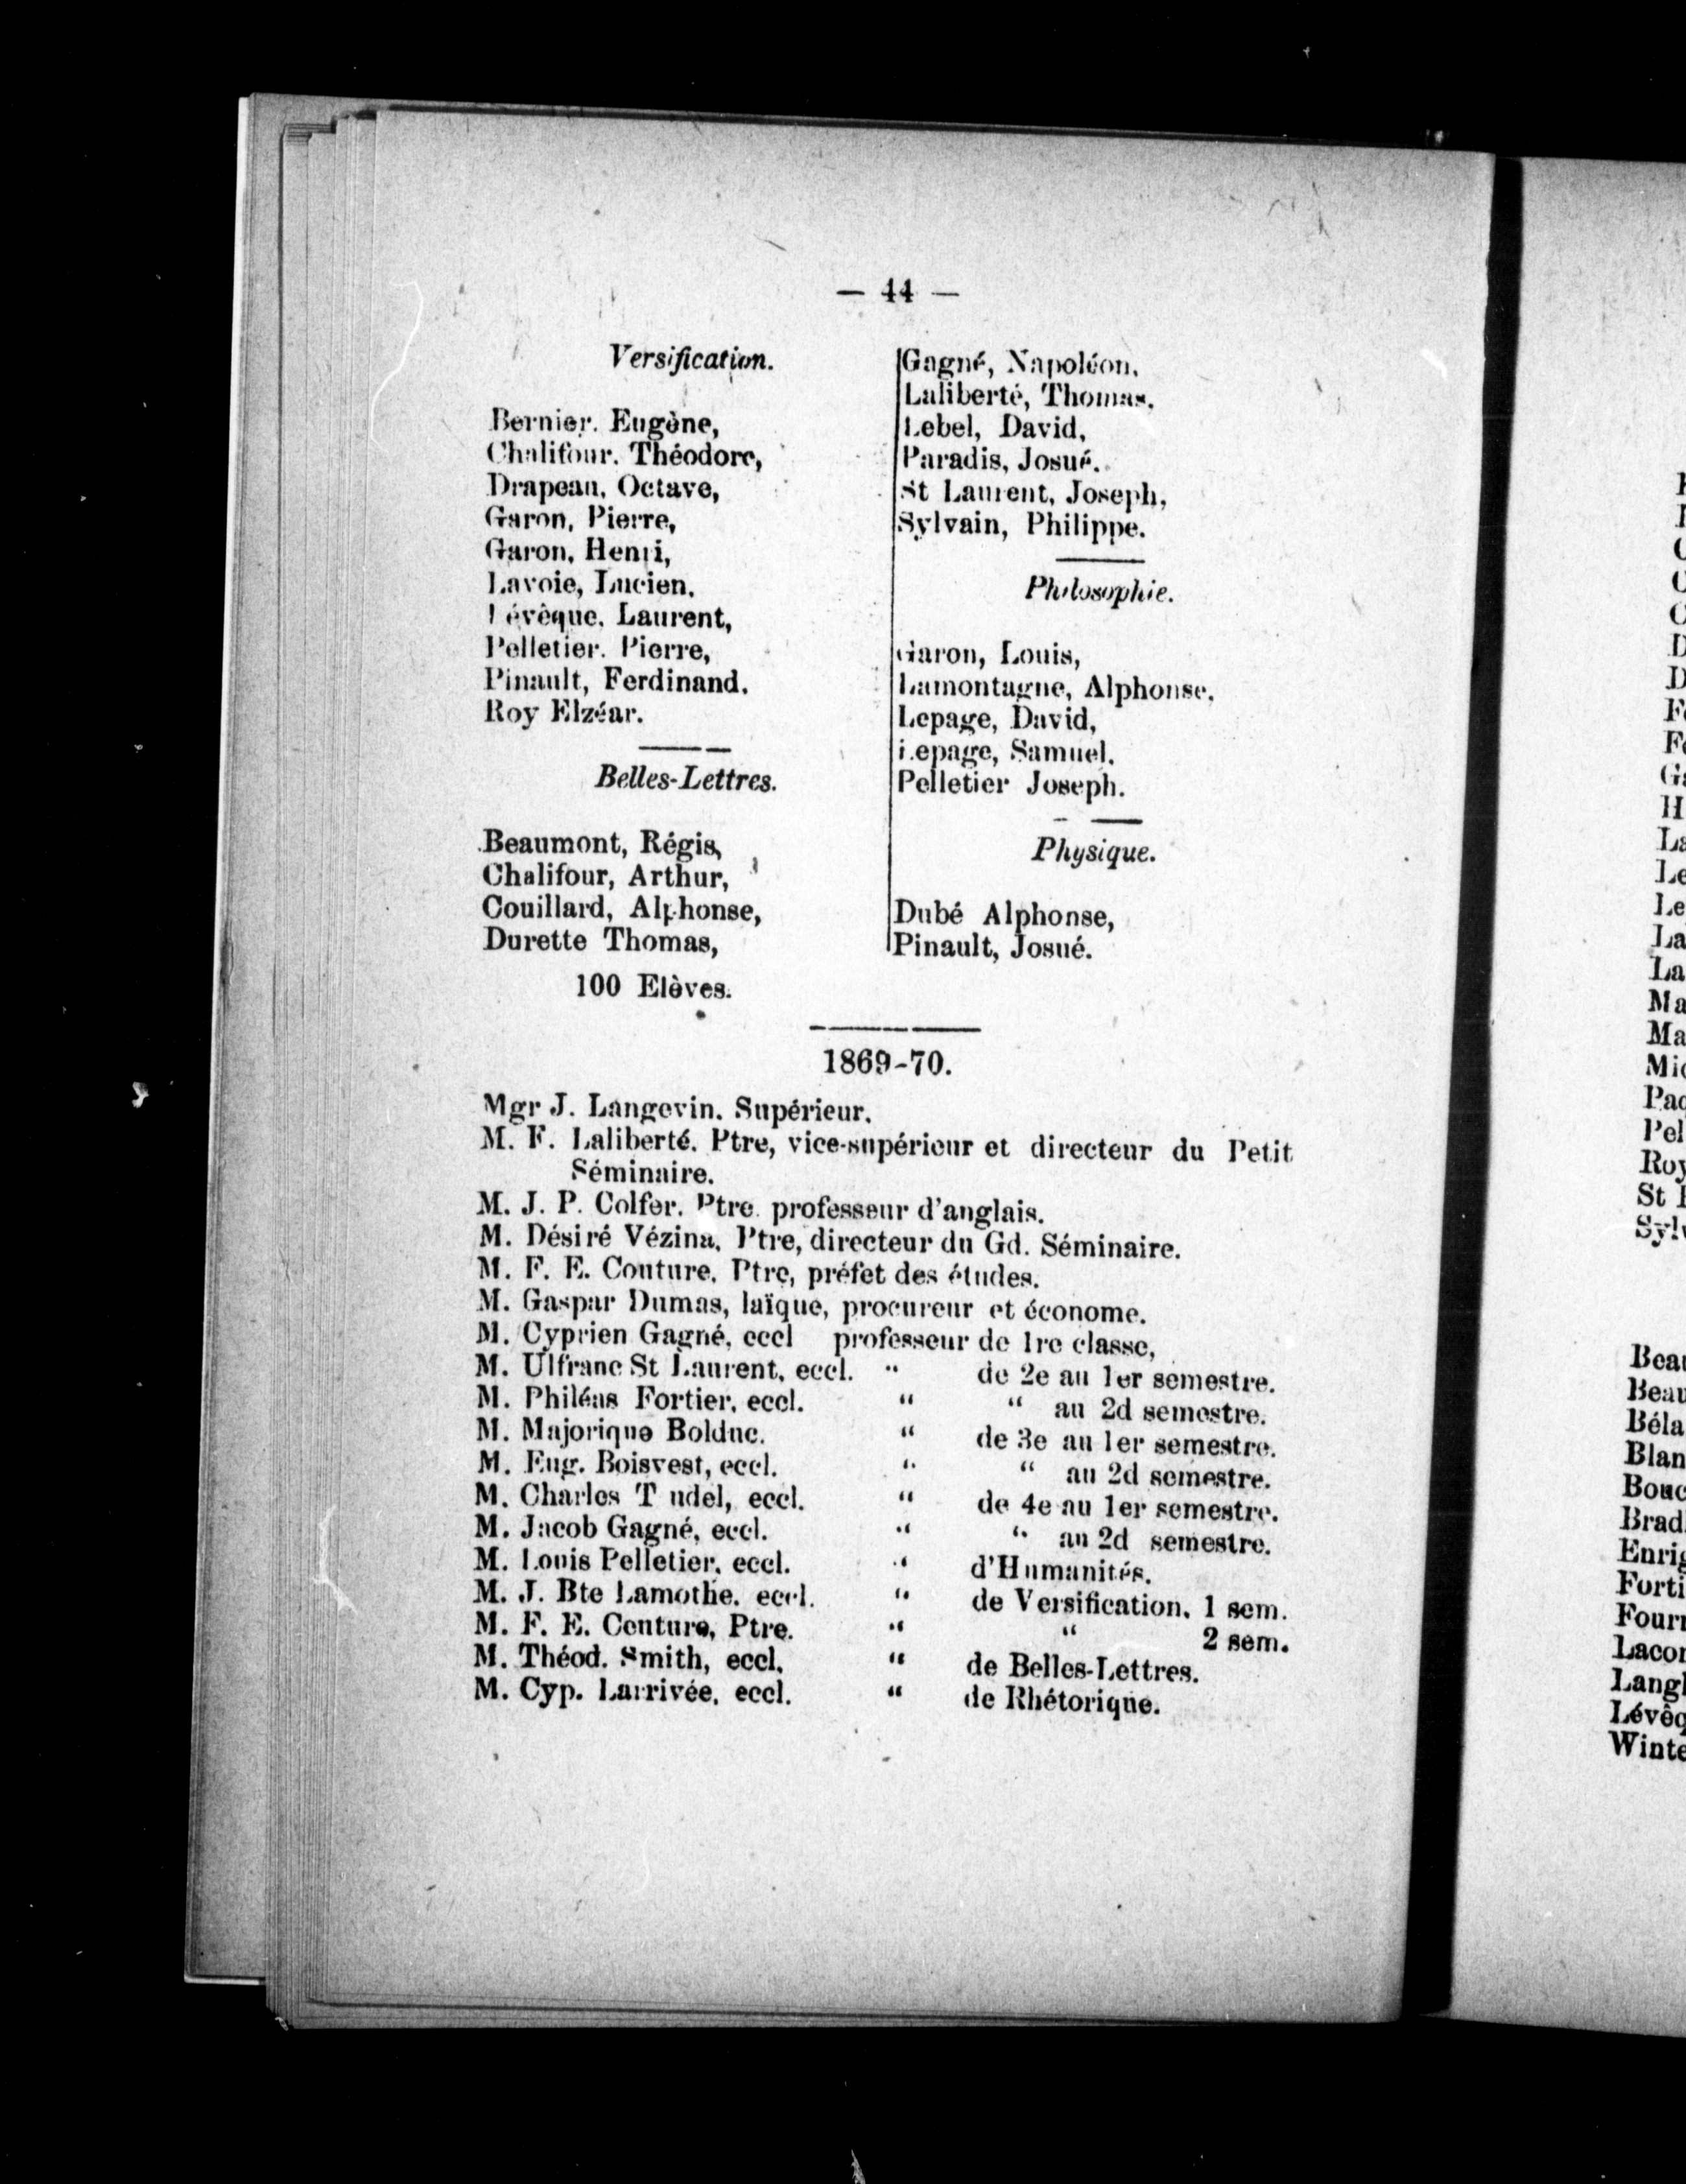 — 44 —
Versification.
Bernier. Eugène,
Chalifour. Théodore,
Drapeau, Octave,
Garon, Pierre,
Garon, Henri,
Lavoie, Lucien.
Lévêque. Laurent,
Pelletier. Pierre,
Pinault, Ferdinand.
Roy Elzéar.
Belles-Lettres.
Beaumont, Régis,
Chalifour, Arthur,
Couillard, Alphonse,
Durette Thomas,
100 Elèves.
Gagné, Napoléon,
Laliberté, Thomas.
Lebel, David,
Paradis, Josué.
St Laurent, Joseph,
Sylvain, Philippe.
Philosophie.
Garon, Louis,
Lamontagne, Alphonse.
Lepage, David,
Lepage, Samuel.
Pelletier Joseph.
Physique.
Dubé Alphonse,
Pinault, Josué.
1869-70.
Mgr J. Langevin. Supérieur.
M. F. Laliberté. Ptre, vice-supérieur et directeur du Petit
Séminaire.
M. J. P. Colfer. Ptre. professeur d'anglais.
M. Désiré Vézina. Ptre, directeur du Gd. Séminaire.
M. F. E. Couture. Ptre, préfet des études.
M. Gaspar Dumas, laïque, procureur et économe.
M. Cyprien Gagné, eccl professeur de 1re classe,
M. Ulfranc St Laurent, eccl. " de 2e au 1er semestre.
M. Philéas Fortier, eccl. " " au 2d semestre.
M. Majorique Bolduc. " de 3e au 1er semestre.
M. Eug. Boisvest, eccl. " " au 2d semestre.
M. Charles T udel, eccl. " de 4e au 1er semestre.
M. Jacob Gagné, eccl. " " au 2d semestre.
M. Louis Pelletier, eccl. " d'Humanités.
M. J. Bte Lamothe. eccl. " de Versification. 1 sem.
M. F. E. Couture, Ptre. " " 2 sem.
M. Théod. Smith, eccl. " de Belles-Lettres.
M. Cyp. Larrivée, eccl. " de Rhétorique.